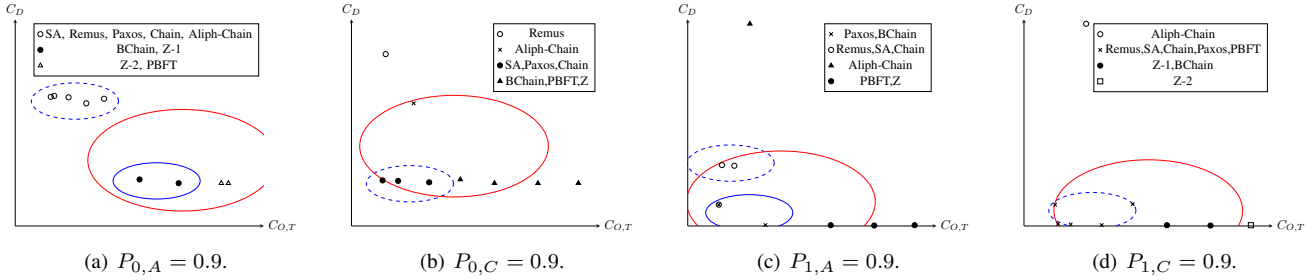 C_D
SA, Remus, Paxos, Chain, Aliph-Chain
BChain, Z-1
Z-2, PBFT
C_{O,T}
(a) P_{0,A} = 0.9.
C_D
Remus
Aliph-Chain
SA,Paxos,Chain
BChain,PBFT,Z
C_{O,T}
(b) P_{0,C} = 0.9.
C_D
Paxos,BChain
Remus,SA,Chain
Aliph-Chain
PBFT,Z
C_{O,T}
(c) P_{1,A} = 0.9.
C_D
Aliph-Chain
Remus,SA,Chain,Paxos,PBFT
Z-1,BChain
Z-2
C_{O,T}
(d) P_{1,C} = 0.9.